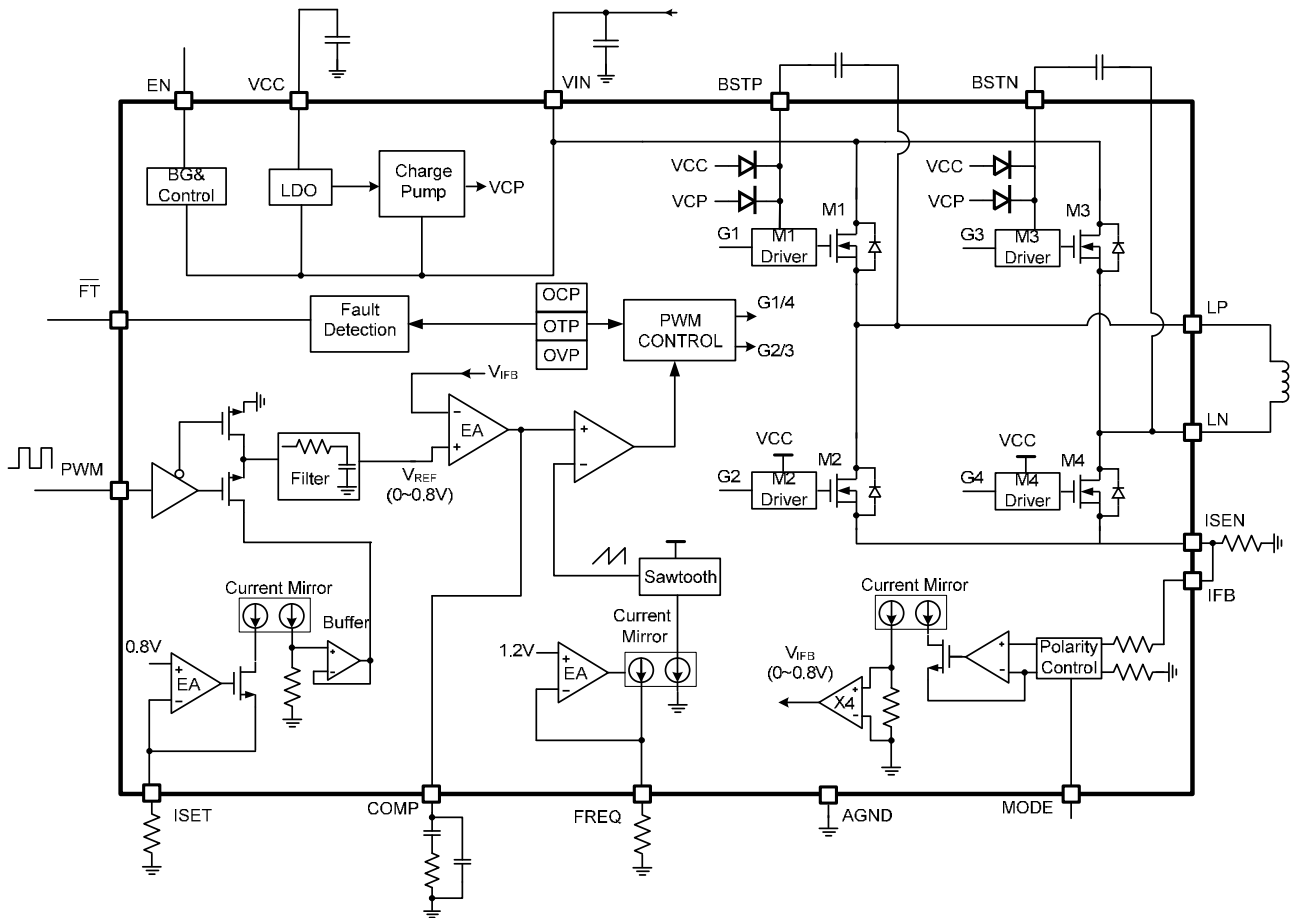 EN
VCC
VIN
BSTP
BSTN
BG&
Control
LDO
Charge
Pump
VCP
VCC
VCP
G1
M1
Driver
M1
VCC
VCP
G3
M3
Driver
M3
FT
Fault
Detection
OCP
OTP
OVP
PWM
CONTROL
G1/4
G2/3
LP
LN
VIFB
EA
PWM
Filter
VREF
(0~0.8V)
VCC
G2
M2
Driver
M2
VCC
G4
M4
Driver
M4
ISEN
IFB
Sawtooth
Current Mirror
Buffer
0.8V
EA
Current
Mirror
1.2V
EA
Current Mirror
VIFB
(0~0.8V)
X4
Polarity
Control
ISET
COMP
FREQ
AGND
MODE